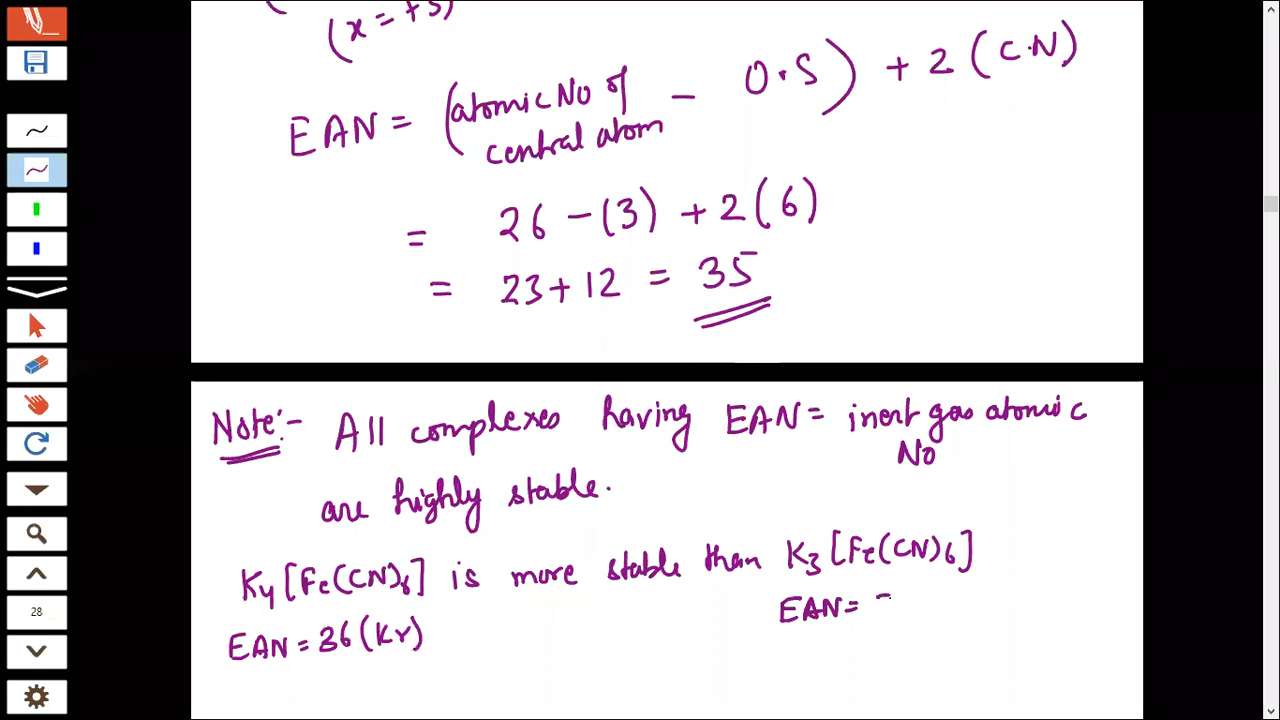 (x = +3)
EAN = (atomic No of central atom - O.S) + 2 (C.N)
= 26 - (3) + 2(6)
= 23 + 12 = 35
Note:- All complexes having EAN = inert gas atomic No
are highly stable.
K4[Fe(CN)6] is more stable than K3[Fe(CN)6]
EAN = 36 (Kr) EAN =
28